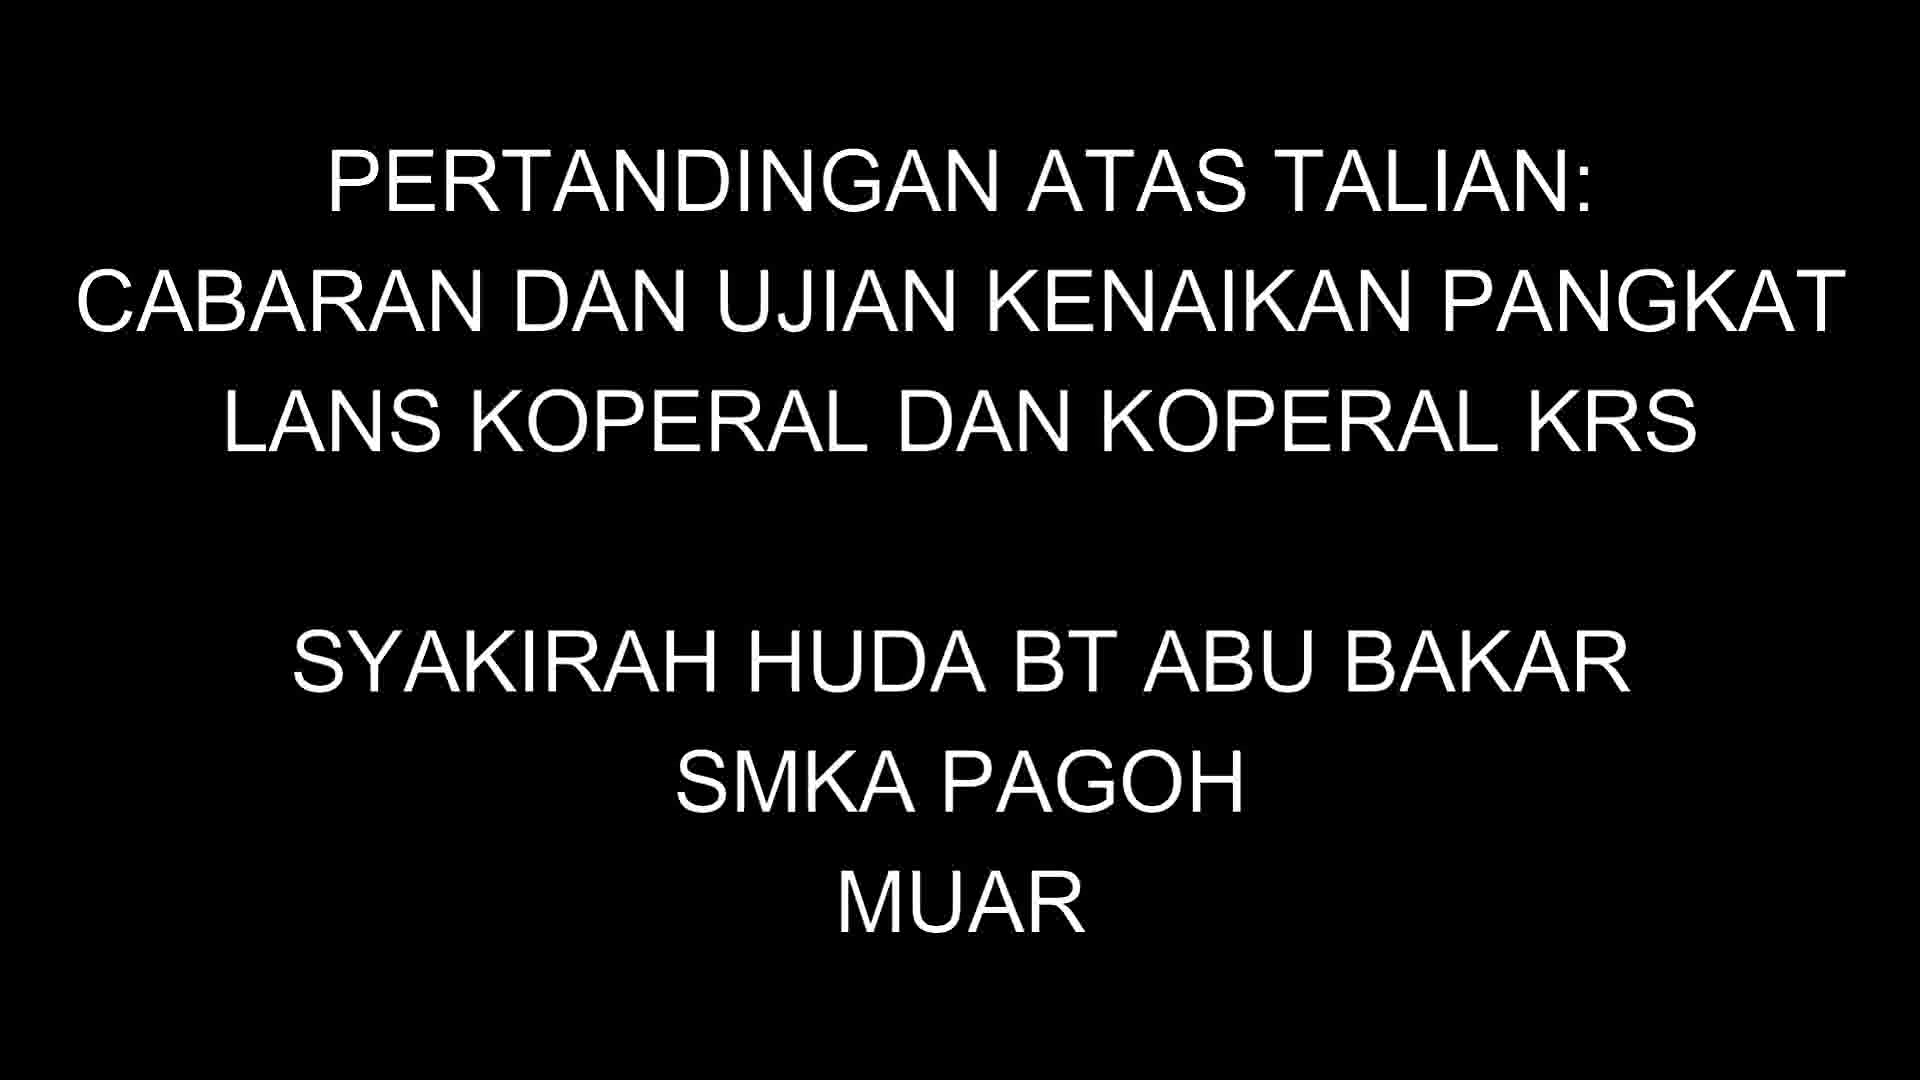 PERTANDINGAN ATAS TALIAN:
CABARAN DAN UJIAN KENAIKAN PANGKAT
LANS KOPERAL DAN KOPERAL KRS
SYAKIRAH HUDA BT ABU BAKAR
SMKA PAGOH
MUAR